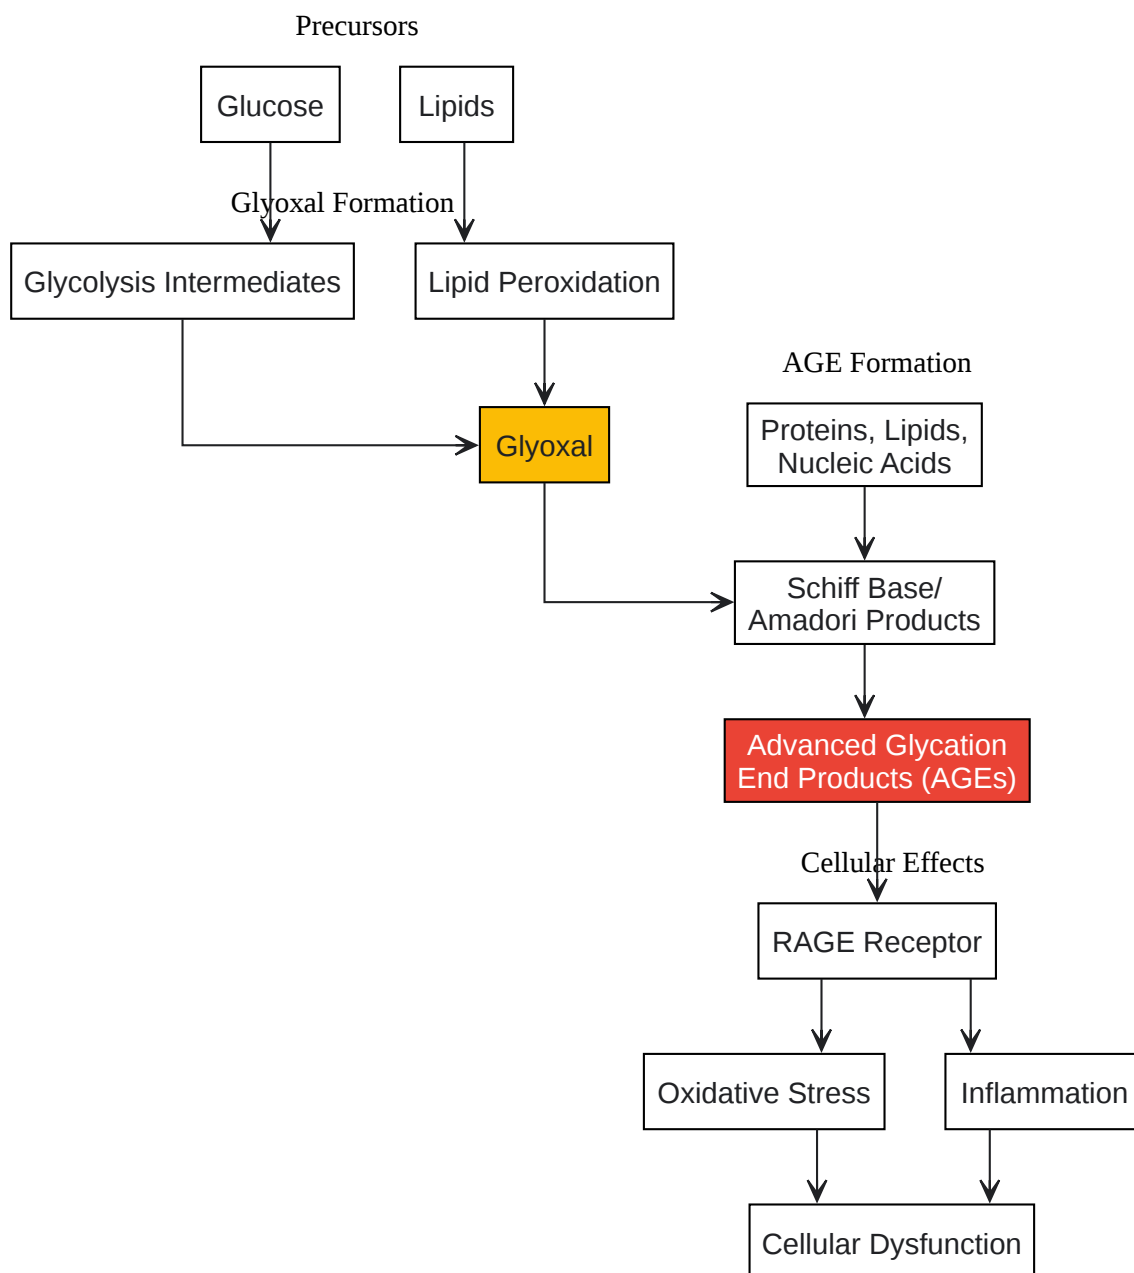 Precursors
Glucose
Lipids
Glyoxal Formation
Glycolysis Intermediates
Lipid Peroxidation
AGE Formation
Proteins, Lipids,
Nucleic Acids
Glyoxal
Schiff Base/
Amadori Products
Advanced Glycation
End Products (AGEs)
Cellular Effects
RAGE Receptor
Oxidative Stress
Inflammation
Cellular Dysfunction